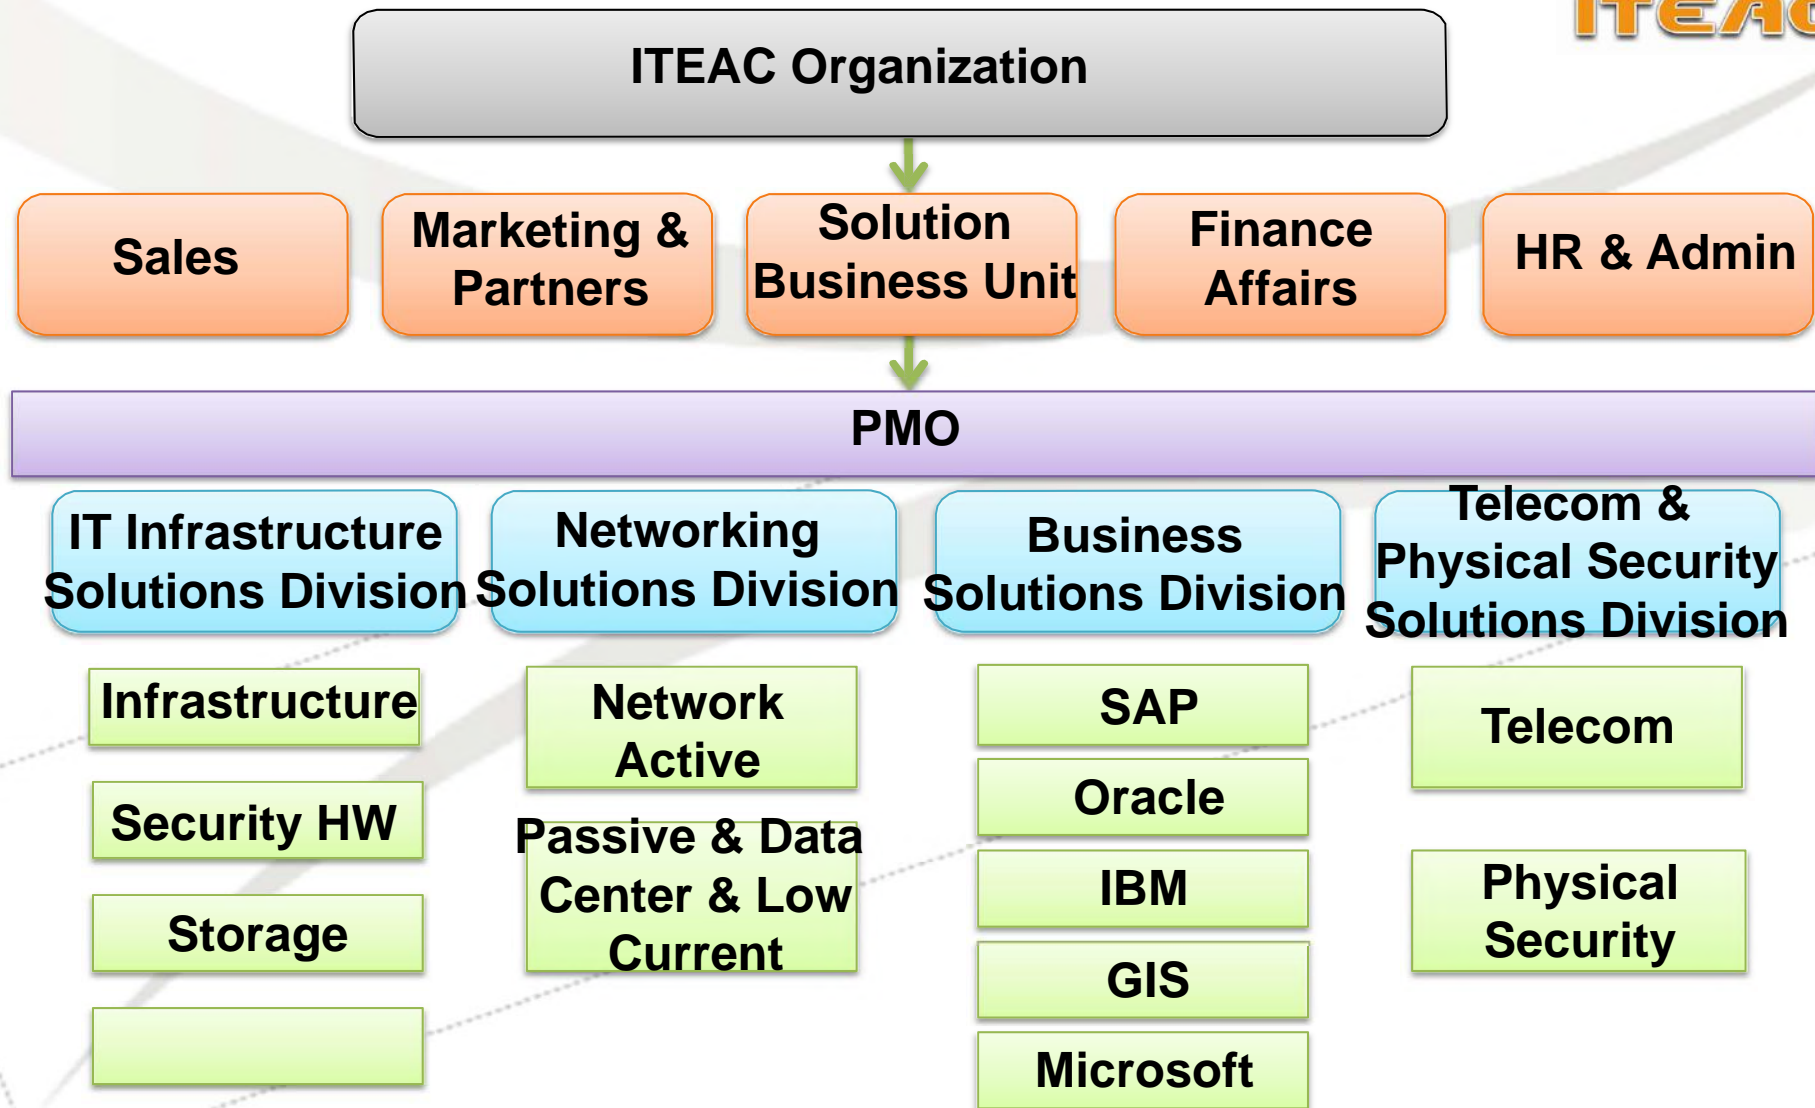 ITEAC
ITEAC Organization
Sales
Marketing &
Partners
Solution
Business Unit
Finance
Affairs
HR & Admin
PMO
IT Infrastructure
Solutions Division
Networking
Solutions Division
Business
Solutions Division
Telecom &
Physical Security
Solutions Division
Infrastructure
Security HW
Storage
Network
Active
Passive & Data
Center & Low
Current
SAP
Oracle
IBM
GIS
Microsoft
Telecom
Physical
Security